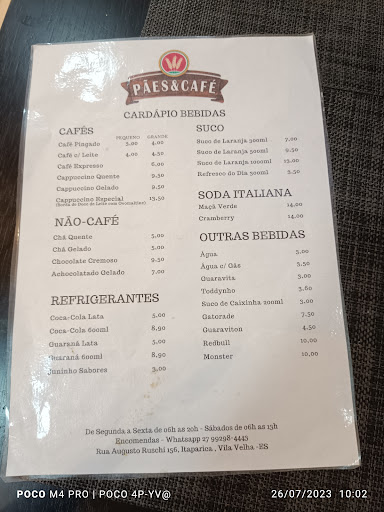 PÃES&CAFÉ
CARDÁPIO BEBIDAS
CAFÉS
PEQUENO GRANDE
Café Pingado 3,00 4,00
Café c/ Leite 4,00 4,50
Café Expresso 6,00
Cappuccino Quente 9,50
Cappuccino Gelado 9,50
Cappuccino Especial 13,50
NÃO-CAFÉ
Chá Quente 5,00
Chá Gelado 5,00
Chocolate Cremoso 9,50
Achocolatado Gelado 7,00
REFRIGERANTES
Coca-Cola Lata 5,00
Coca-Cola 600ml 8,90
Guaraná Lata 5,00
Guaraná 600ml 8,90
Juninho Sabores 3,00
SUCO
Suco de Laranja 300ml 7,00
Suco de Laranja 500ml 9,50
Suco de Laranja 1000ml 13,00
Refresco do Dia 300ml 5,50
SODA ITALIANA
Maçã Verde 14,00
Cramberry 14,00
OUTRAS BEBIDAS
Água 3,00
Água c/ Gás 3,50
Guaravita 3,00
Toddynho 3,60
Suco de Caixinha 200ml 3,00
Gatorade 7,50
Guaraviton 4,50
Redbull 10,00
Monster 10,00
De Segunda a Sexta de 06h as 20h - Sábados de 06h as 13h
Encomendas - Whatsapp 27 99298-4445
Rua Augusto Ruschi 156, Itaparica , Vila Velha -ES
POCO M4 PRO | POCO 4P-YV@
26/07/2023 10:02